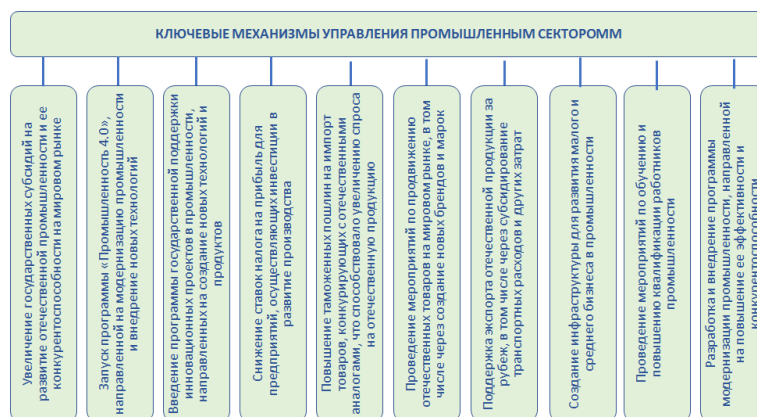 КЛЮЧЕВЫЕ МЕХАНИЗМЫ УПРАВЛЕНИЯ ПРОМЫШЛЕННЫМ СЕКТОРОММ
Увеличение государственных субсидий на
развитие отечественной промышленности и ее
конкурентоспособности на мировом рынке
Запуск программы «Промышленность 4.0»,
направленной на модернизацию промышленности
и внедрение новых технологий
Введение программы государственной поддержки
инновационных проектов в промышленности,
направленных на создание новых технологий и
продуктов
Снижение ставок налога на прибыль для
предприятий, осуществляющих инвестиции в
развитие производства
Повышение таможенных пошлин на импорт
товаров, конкурирующих с отечественными
аналогами, что способствовало увеличению спроса
на отечественную продукцию
Проведение мероприятий по продвижению
отечественных товаров на мировом рынке, в том
числе через создание новых брендов и марок
Поддержка экспорта отечественной продукции за
рубеж, в том числе через субсидирование
транспортных расходов и других затрат
Создание инфраструктуры для развития малого и
среднего бизнеса в промышленности
Проведение мероприятий по обучению и
повышению квалификации работников
промышленности
Разработка и внедрение программы
модернизации промышленности, направленной
на повышение ее эффективности и
конкурентоспособности